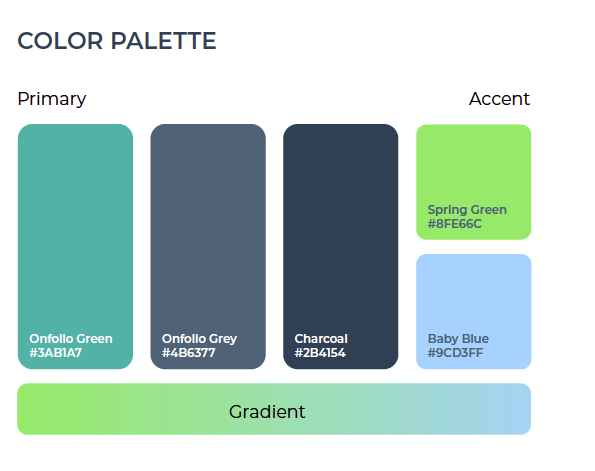 COLOR PALETTE
Primary
Accent
Onfolio Green
#3AB1A7
Onfolio Grey
#4B6377
Charcoal
#2B4154
Spring Green
#8FE66C
Baby Blue
#9CD3FF
Gradient